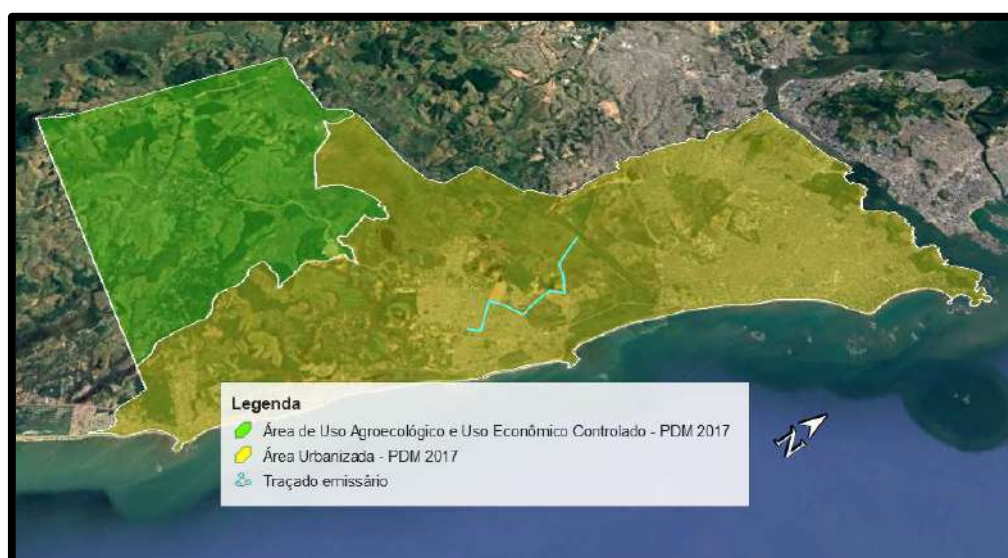 Legenda
Área de Uso Agroecológico e Uso Econômico Controlado - PDM 2017
Área Urbanizada - PDM 2017
Traçado emissário
N